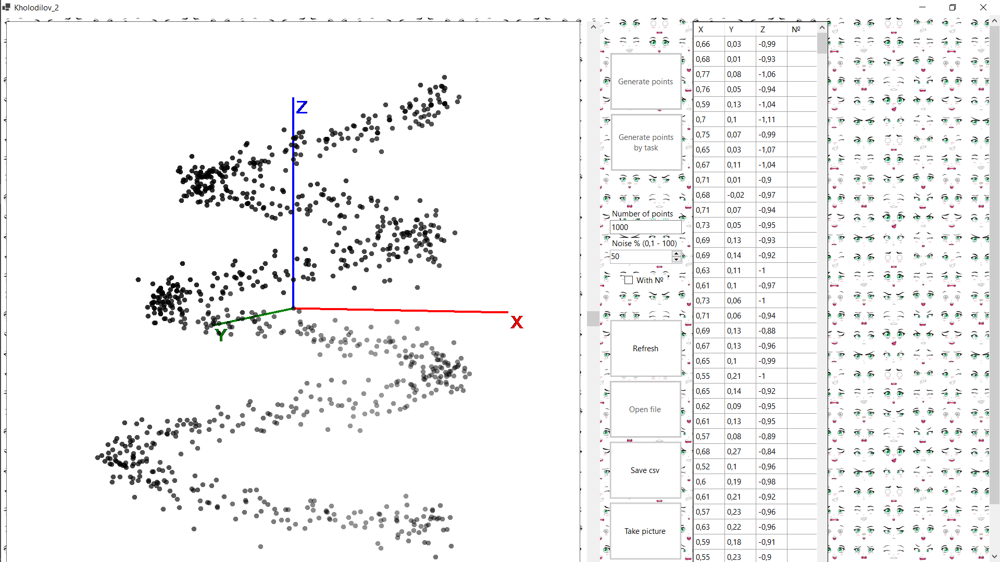 Kholodilov_2
Z
X
Y
Generate points
Generate points
by task
Number of points
1000
Noise % (0,1 - 100)
50
With №
Refresh
Open file
Save csv
Take picture
X Y Z №
0,66 0,03 -0,99
0,68 0,01 -0,93
0,77 0,08 -1,06
0,76 0,05 -0,94
0,59 0,13 -1,04
0,7 0,1 -1,11
0,75 0,07 -0,99
0,65 0,03 -1,07
0,67 0,11 -1,04
0,71 0,01 -0,9
0,68 -0,02 -0,97
0,71 0,07 -0,94
0,73 0,05 -0,95
0,69 0,13 -0,93
0,69 0,14 -0,92
0,63 0,11 -1
0,61 0,1 -0,97
0,73 0,06 -1
0,71 0,06 -0,94
0,69 0,13 -0,88
0,67 0,13 -0,96
0,65 0,1 -0,99
0,55 0,21 -1
0,65 0,14 -0,92
0,62 0,09 -0,95
0,61 0,13 -0,95
0,57 0,08 -0,89
0,68 0,27 -0,84
0,52 0,1 -0,96
0,6 0,19 -0,98
0,61 0,21 -0,92
0,57 0,23 -0,96
0,63 0,22 -0,96
0,59 0,18 -0,91
0,55 0,23 -0,9